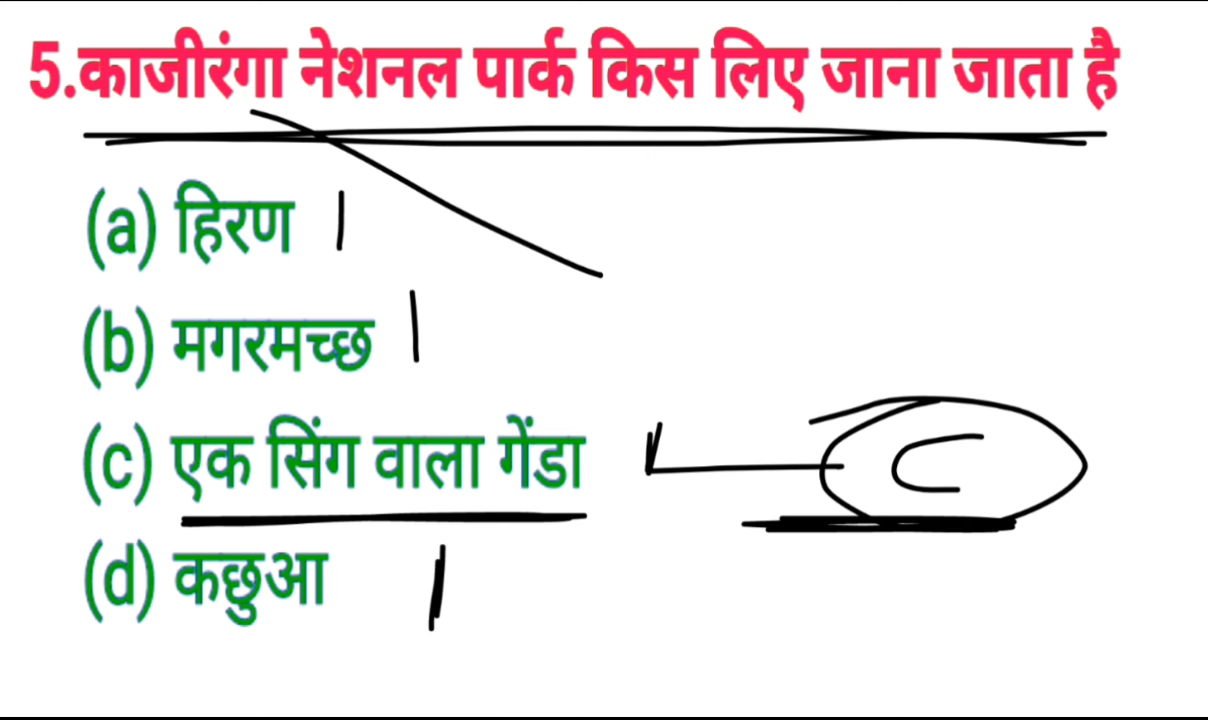 5.काजीरंगा नेशनल पार्क किस लिए जाना जाता है
(a) हिरण
(b) मगरमच्छ
(c) एक सिंग वाला गेंडा
C
(d) कछुआ